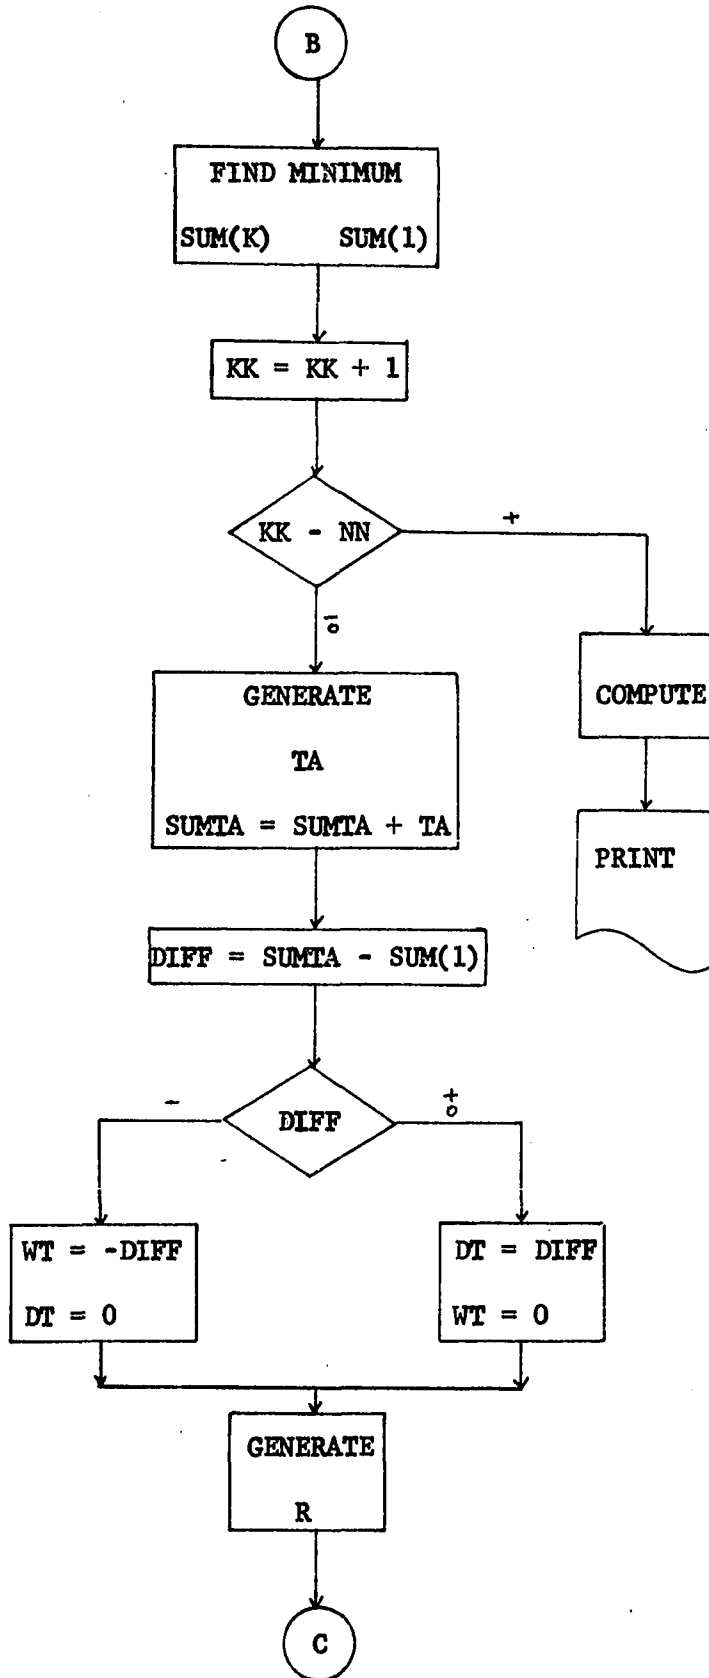 B
FIND MINIMUM
SUM(K) SUM(1)
KK = KK + 1
KK - NN
+
-
0
GENERATE
TA
SUMTA = SUMTA + TA
COMPUTE
PRINT
DIFF = SUMTA - SUM(1)
DIFF
-
+
0
WT = -DIFF
DT = 0
DT = DIFF
WT = 0
GENERATE
R
C